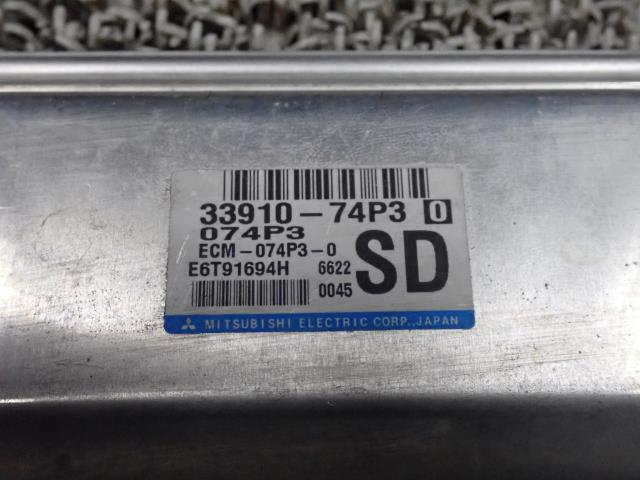 33910-74P3 0
074P3
ECM-074P3-0
E6T91694H 6622 SD
0045
MITSUBISHI ELECTRIC CORP., JAPAN